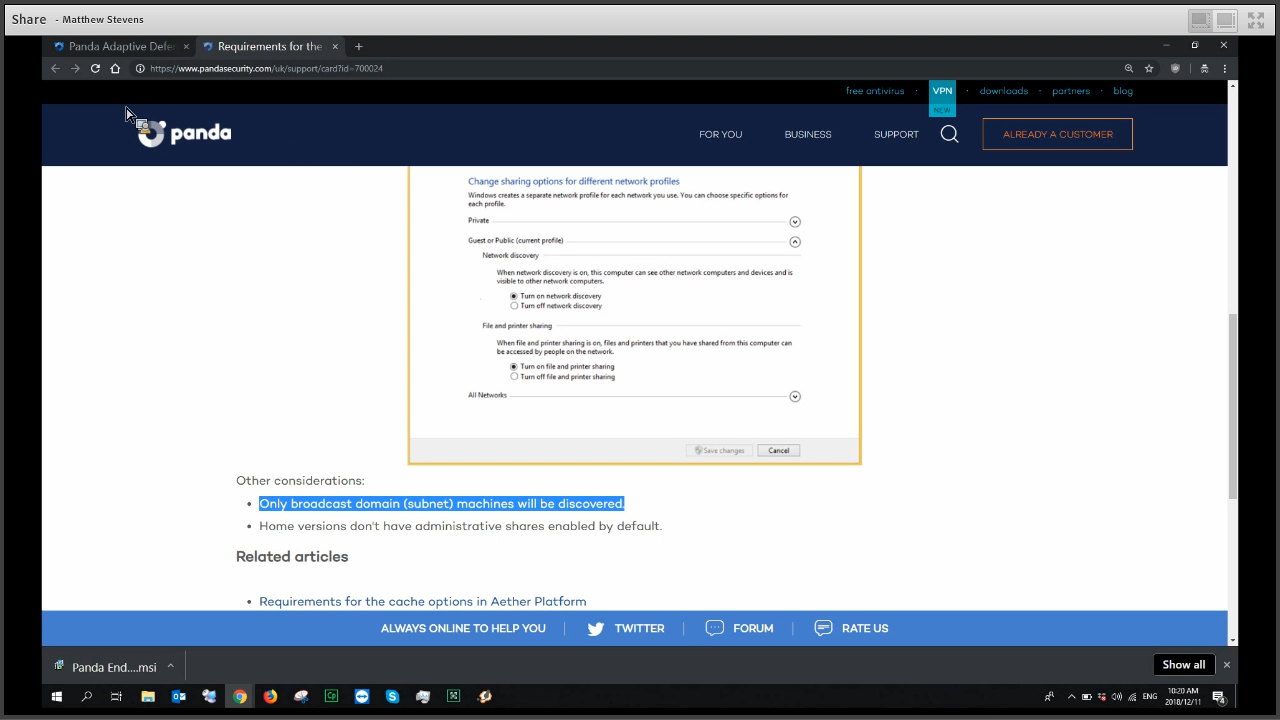 Share - Matthew Stevens
Panda Adaptive Defer
Requirements for the
https://www.pandasecurity.com/uk/support/card?id=700024
free antivirus · VPN · downloads · partners · blog
NEW
panda
FOR YOU BUSINESS SUPPORT ALREADY A CUSTOMER
Change sharing options for different network profiles
Windows creates a separate network profile for each network you use. You can choose specific options for
each profile.
Private
Guest or Public (current profile)
Network discovery
When network discovery is on, this computer can see other network computers and devices and is
visible to other network computers.
Turn on network discovery
Turn off network discovery
File and printer sharing
When file and printer sharing is on, files and printers that you have shared from this computer can
be accessed by people on the network.
Turn on file and printer sharing
Turn off file and printer sharing
All Networks
Save changes Cancel
Other considerations:
• Only broadcast domain (subnet) machines will be discovered.
• Home versions don't have administrative shares enabled by default.
Related articles
• Requirements for the cache options in Aether Platform
ALWAYS ONLINE TO HELP YOU TWITTER FORUM RATE US
Panda End....msi
Show all
Cp
ENG
10:20 AM
2018/12/11
4